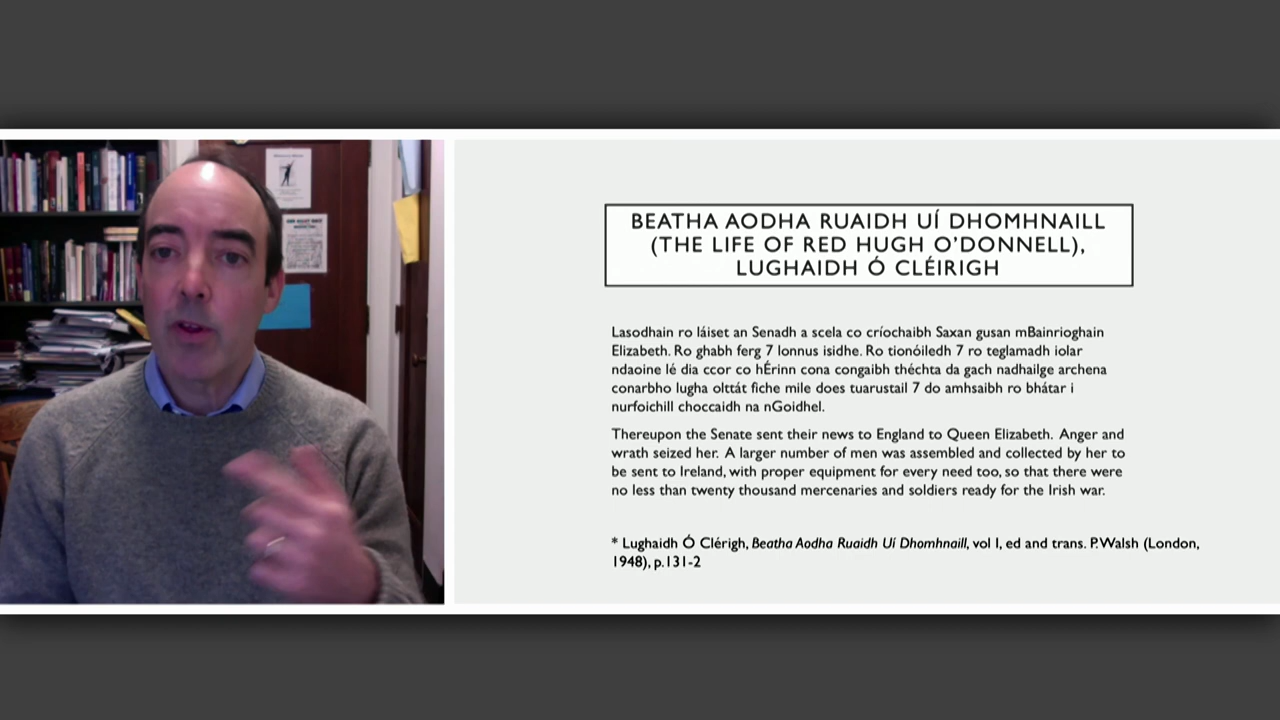 BEATHA AODHA RUAIDH UÍ DHOMHNAILL
(THE LIFE OF RED HUGH O'DONNELL),
LUGHAIDH Ó CLÉIRIGH
Lasodhain ro láiset an Senadh a scela co críochaibh Saxan gusan mBainrioghain
Elizabeth. Ro ghabh ferg 7 lonnus isidhe. Ro tionóiledh 7 ro teglamadh iolar
ndaoine lé dia ccor co hÉrinn cona congaibh théchta da gach nadhailge archena
conarbho lugha olttát fiche mile does tuarustail 7 do amhsaibh ro bhátar i
nurfoichill choccaidh na nGoidhel.
Thereupon the Senate sent their news to England to Queen Elizabeth. Anger and
wrath seized her. A larger number of men was assembled and collected by her to
be sent to Ireland, with proper equipment for every need too, so that there were
no less than twenty thousand mercenaries and soldiers ready for the Irish war.
* Lughaidh Ó Clérigh, Beatha Aodha Ruaidh Uí Dhomhnaill, vol I, ed and trans. P. Walsh (London,
1948), p.131-2